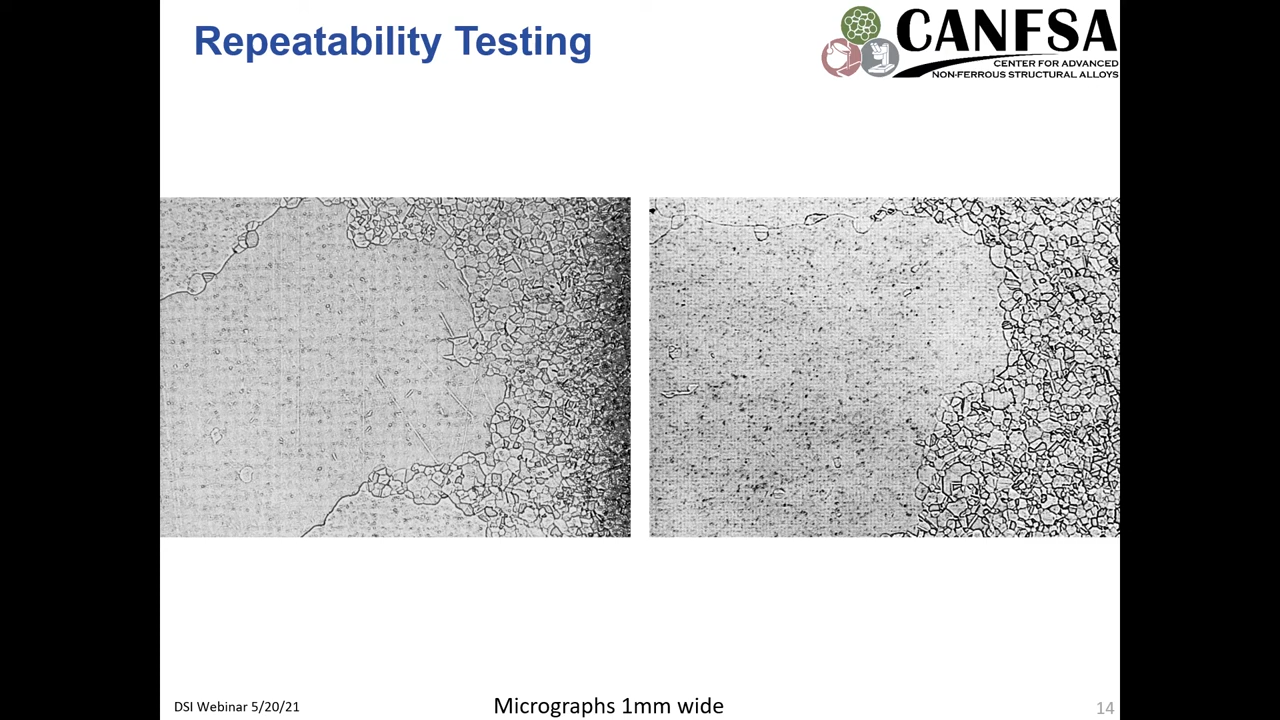 Repeatability Testing
CANFSA
CENTER FOR ADVANCED
NON-FERROUS STRUCTURAL ALLOYS
DSI Webinar 5/20/21
Micrographs 1mm wide
14